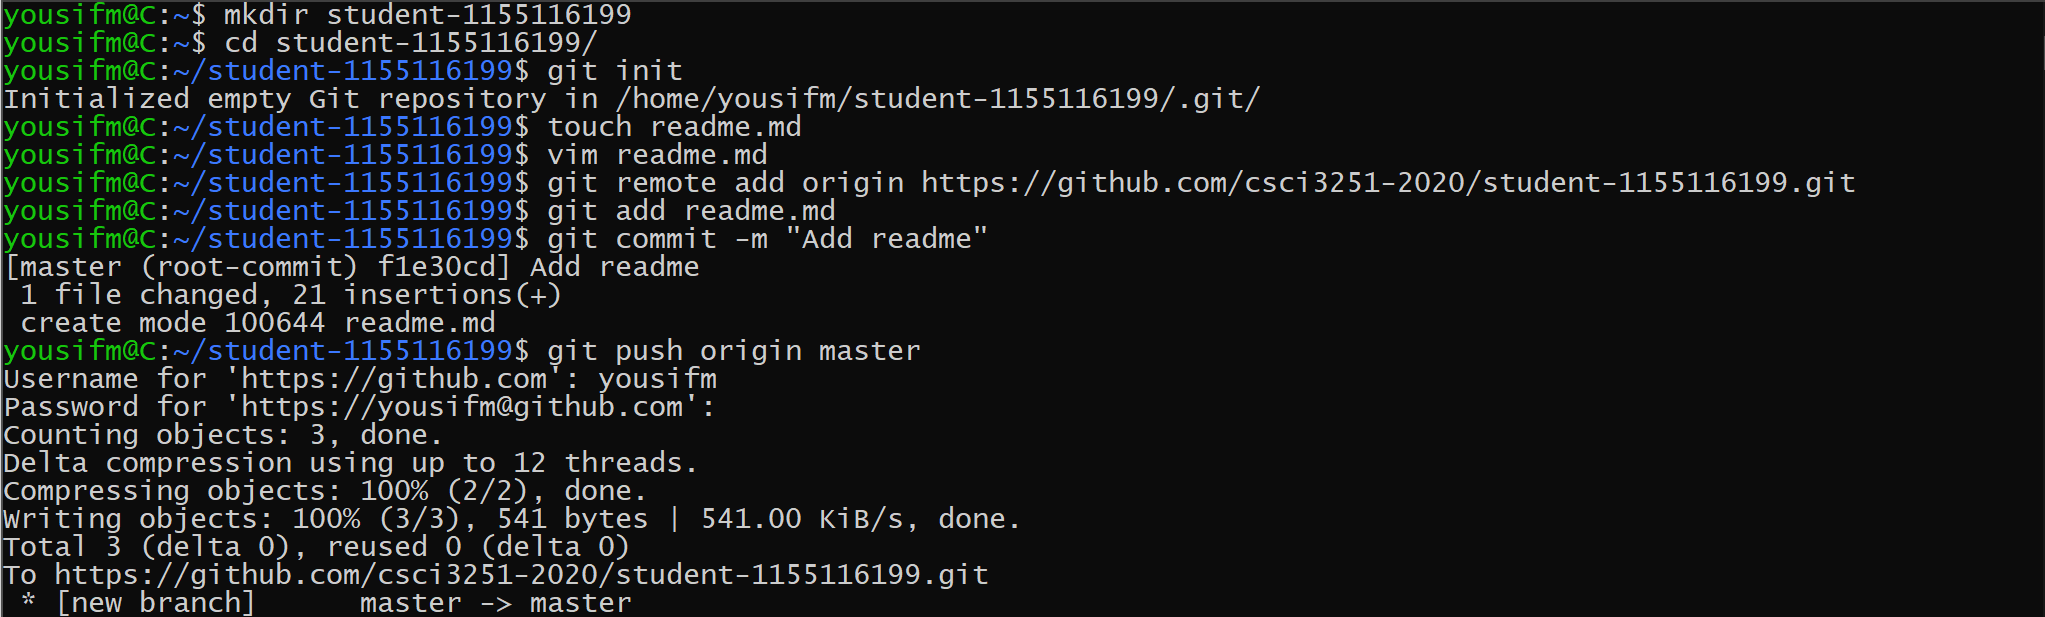 yousifm@C:~$ mkdir student-1155116199
yousifm@C:~$ cd student-1155116199/
yousifm@C:~/student-1155116199$ git init
Initialized empty Git repository in /home/yousifm/student-1155116199/.git/
yousifm@C:~/student-1155116199$ touch readme.md
yousifm@C:~/student-1155116199$ vim readme.md
yousifm@C:~/student-1155116199$ git remote add origin https://github.com/csci3251-2020/student-1155116199.git
yousifm@C:~/student-1155116199$ git add readme.md
yousifm@C:~/student-1155116199$ git commit -m "Add readme"
[master (root-commit) f1e30cd] Add readme
 1 file changed, 21 insertions(+)
 create mode 100644 readme.md
yousifm@C:~/student-1155116199$ git push origin master
Username for 'https://github.com': yousifm
Password for 'https://yousifm@github.com':
Counting objects: 3, done.
Delta compression using up to 12 threads.
Compressing objects: 100% (2/2), done.
Writing objects: 100% (3/3), 541 bytes | 541.00 KiB/s, done.
Total 3 (delta 0), reused 0 (delta 0)
To https://github.com/csci3251-2020/student-1155116199.git
 * [new branch]      master -> master